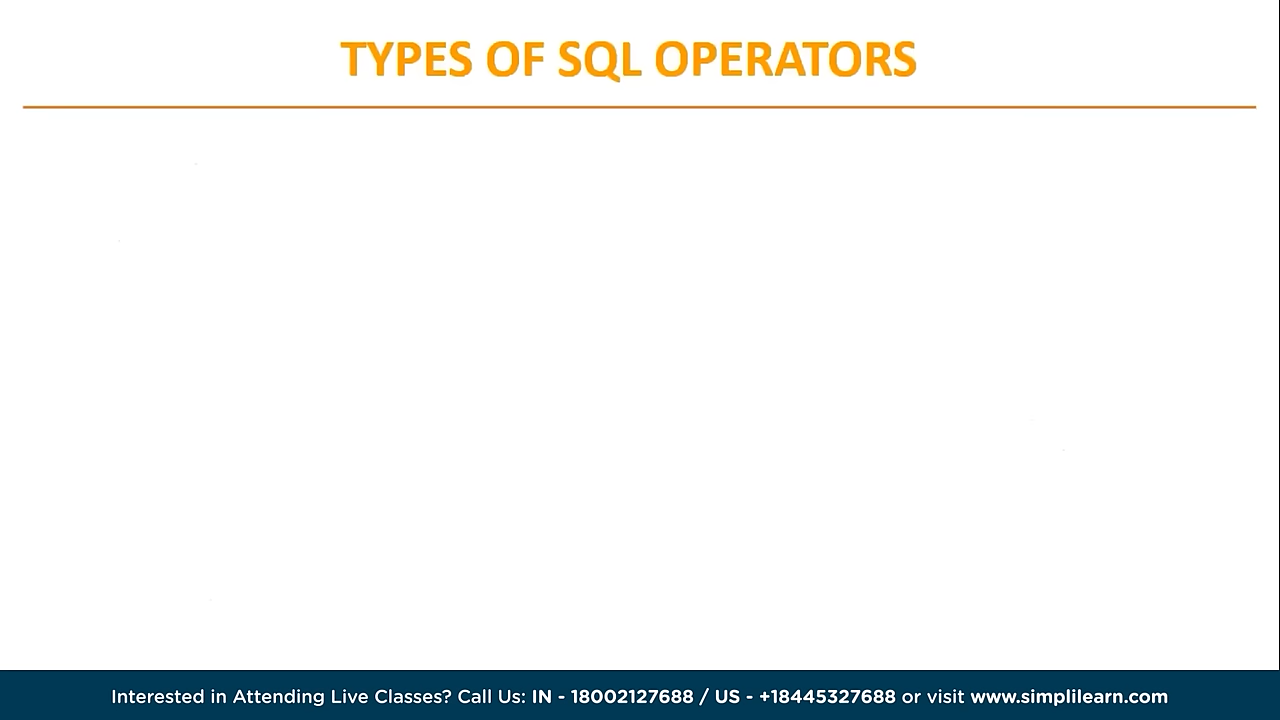 TYPES OF SQL OPERATORS
Interested in Attending Live Classes? Call Us: IN - 18002127688 / US - +18445327688 or visit www.simplilearn.com